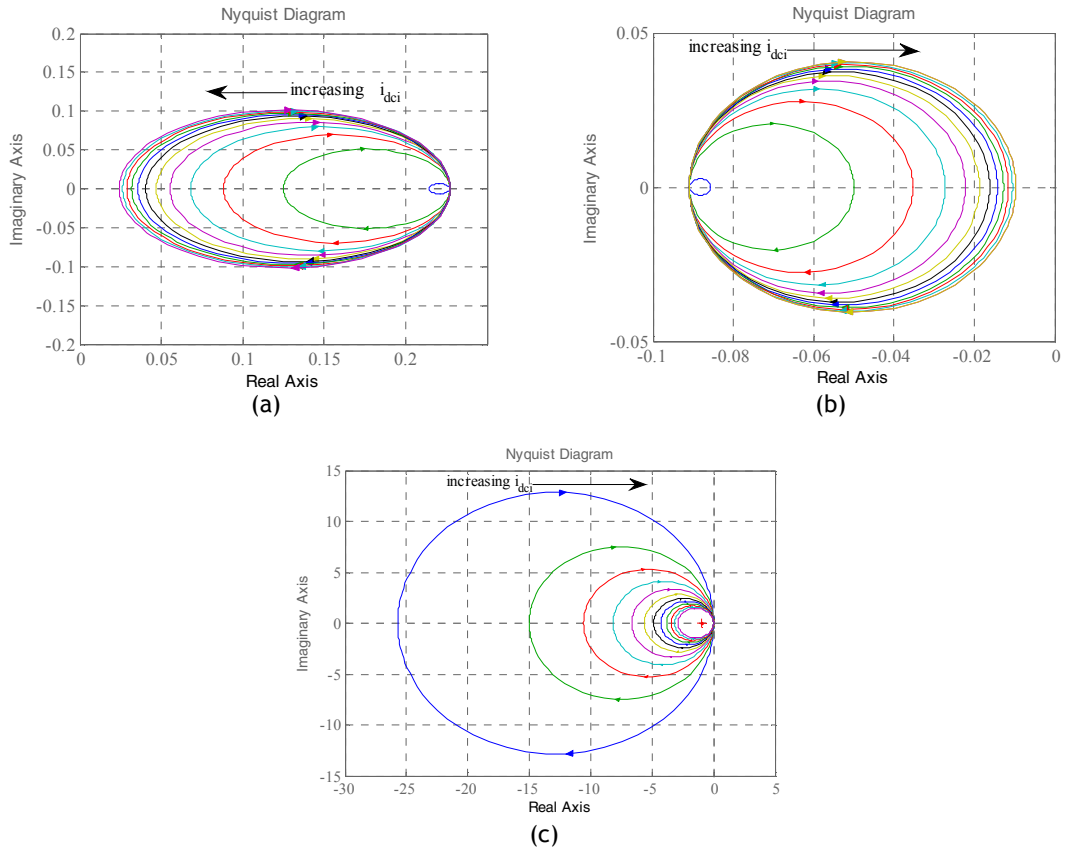 Nyquist Diagram
0.2
0.15
0.1
0.05
0
-0.05
-0.1
-0.15
-0.2
Imaginary Axis
increasing i_dci
0
0.05
0.1
0.15
0.2
Real Axis
(a)
Nyquist Diagram
0.05
0
-0.05
Imaginary Axis
increasing i_dci
-0.1
-0.08
-0.06
-0.04
-0.02
0
Real Axis
(b)
Nyquist Diagram
15
10
5
0
-5
-10
-15
Imaginary Axis
increasing i_dci
-30
-25
-20
-15
-10
-5
0
5
Real Axis
(c)